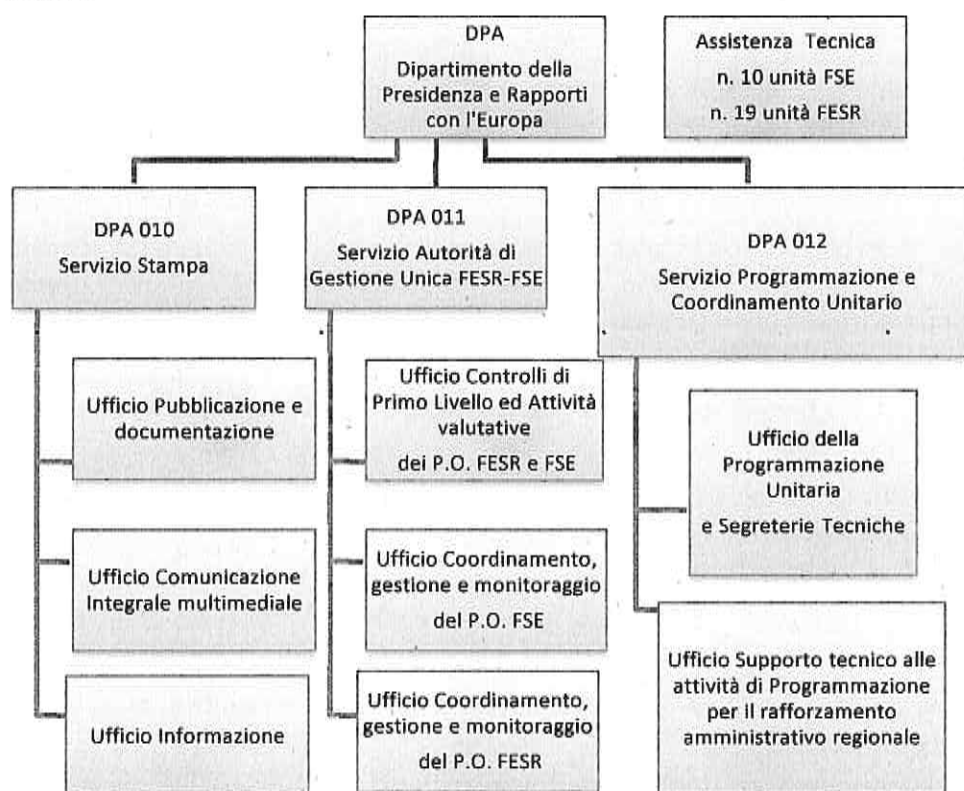 DPA
Dipartimento della
Presidenza e Rapporti
con l'Europa
Assistenza Tecnica
n. 10 unità FSE
n. 19 unità FESR
DPA 010
Servizio Stampa
DPA 011
Servizio Autorità di
Gestione Unica FESR-FSE
DPA 012
Servizio Programmazione e
Coordinamento Unitario
Ufficio Pubblicazione e
documentazione
Ufficio Comunicazione
Integrale multimediale
Ufficio Informazione
Ufficio Controlli di
Primo Livello ed Attività
valutative
dei P.O. FESR e FSE
Ufficio Coordinamento,
gestione e monitoraggio
del P.O. FSE
Ufficio Coordinamento,
gestione e monitoraggio
del P.O. FESR
Ufficio della
Programmazione
Unitaria
e Segreterie Tecniche
Ufficio Supporto tecnico alle
attività di Programmazione
per il rafforzamento
amministrativo regionale